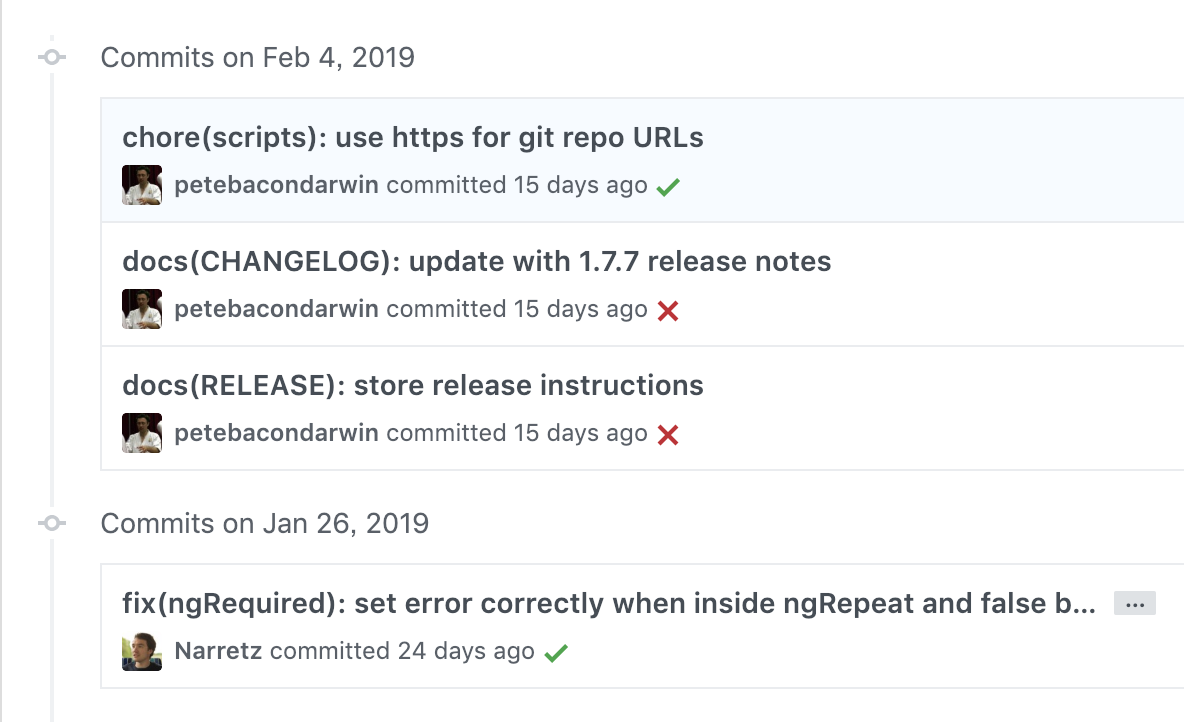 Commits on Feb 4, 2019
chore(scripts): use https for git repo URLs
petebacondarwin committed 15 days ago
docs(CHANGELOG): update with 1.7.7 release notes
petebacondarwin committed 15 days ago
docs(RELEASE): store release instructions
petebacondarwin committed 15 days ago
Commits on Jan 26, 2019
fix(ngRequired): set error correctly when inside ngRepeat and false b... ...
Narretz committed 24 days ago